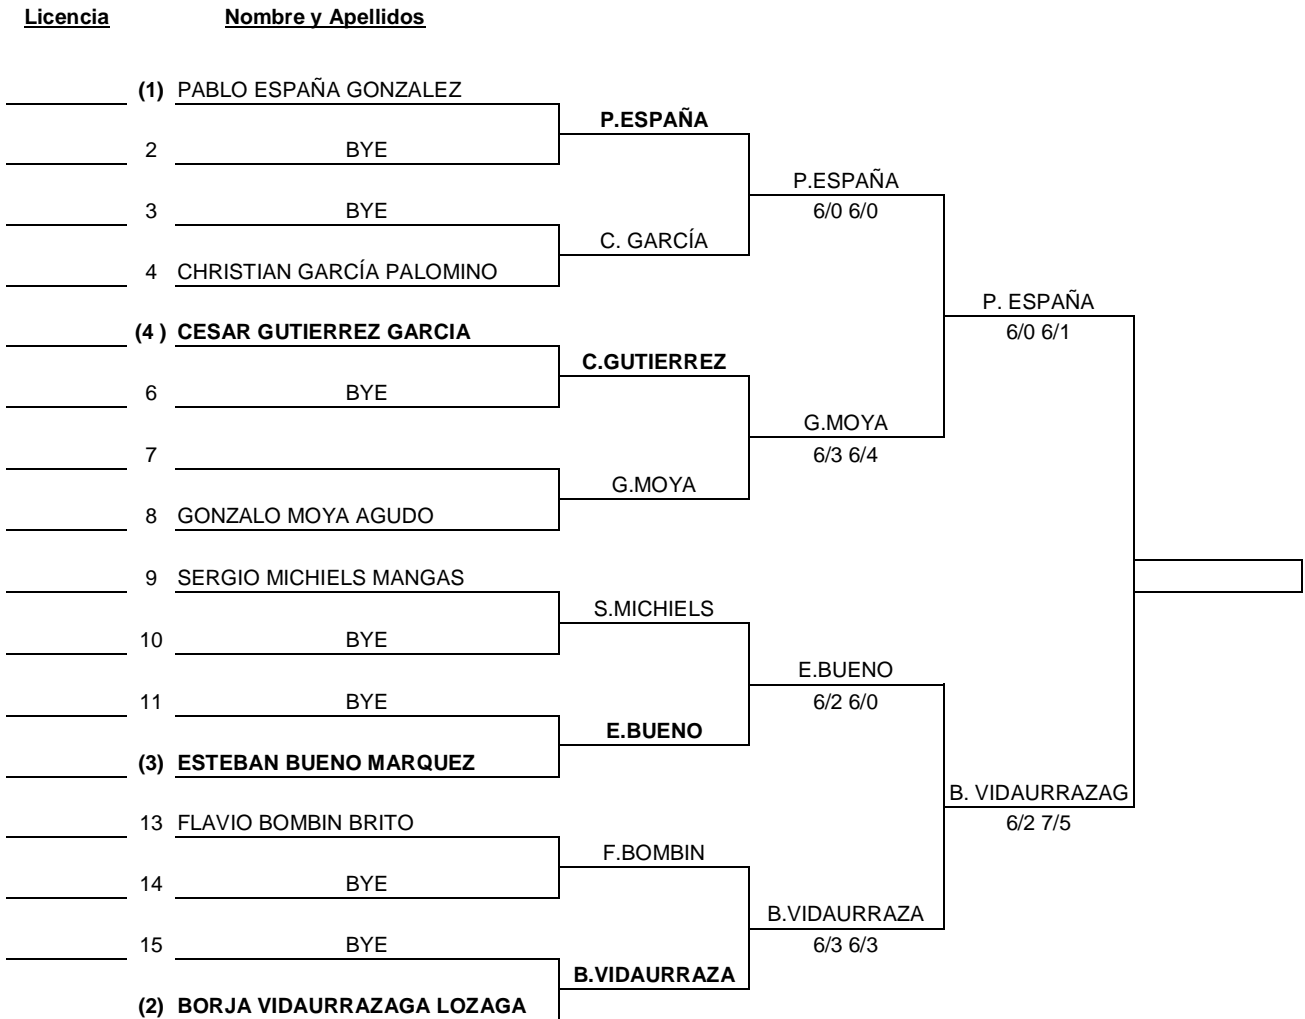 Licencia Nombre y Apellidos
(1) PABLO ESPAÑA GONZALEZ
P.ESPAÑA
2 BYE
P.ESPAÑA
3 BYE
6/0 6/0
C. GARCÍA
4 CHRISTIAN GARCÍA PALOMINO
P. ESPAÑA
(4 ) CESAR GUTIERREZ GARCIA
6/0 6/1
C.GUTIERREZ
6 BYE
G.MOYA
7
6/3 6/4
G.MOYA
8 GONZALO MOYA AGUDO
9 SERGIO MICHIELS MANGAS
S.MICHIELS
10 BYE
E.BUENO
11 BYE
6/2 6/0
E.BUENO
(3) ESTEBAN BUENO MARQUEZ
B. VIDAURRAZAG
13 FLAVIO BOMBIN BRITO
6/2 7/5
F.BOMBIN
14 BYE
B.VIDAURRAZA
15 BYE
6/3 6/3
B.VIDAURRAZA
(2) BORJA VIDAURRAZAGA LOZAGA